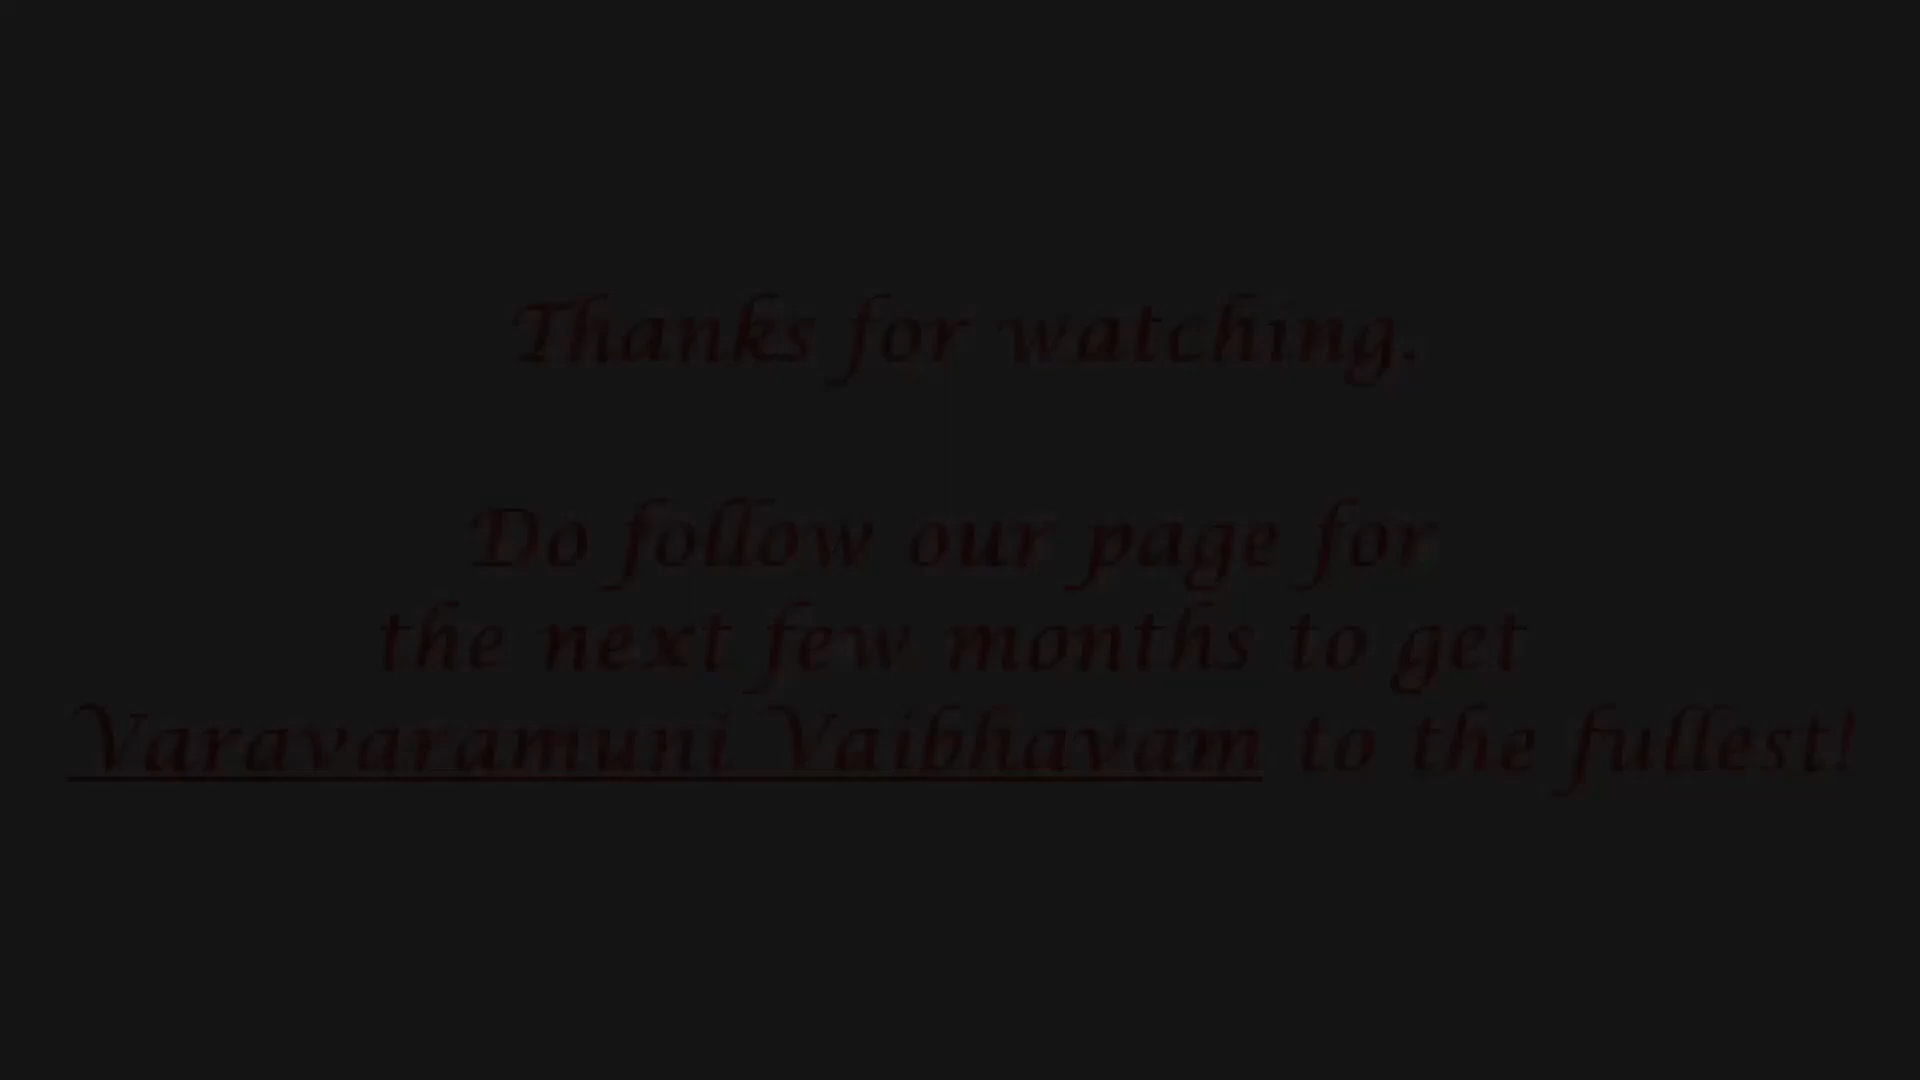 Thanks for watching.
Do follow our page for
the next few months to get
Varavaramuni Vaibhavam to the fullest!